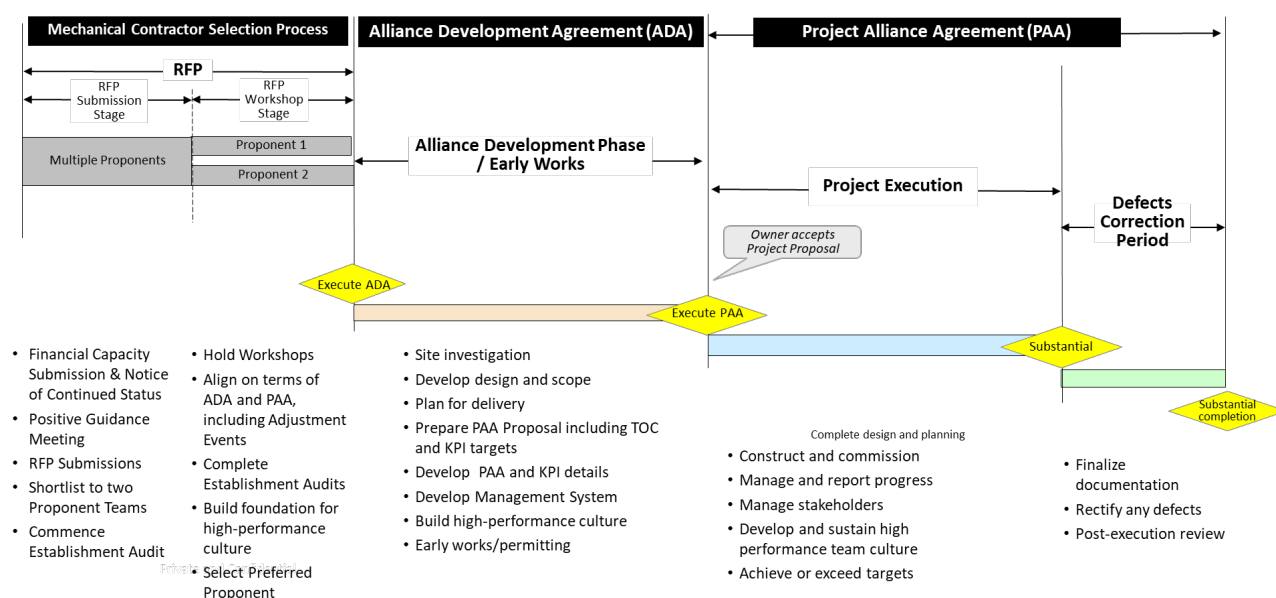 Mechanical Contractor Selection Process
Alliance Development Agreement (ADA)
Project Alliance Agreement (PAA)
RFP
RFP
Submission
Stage
RFP
Workshop
Stage
Multiple Proponents
Proponent 1
Proponent 2
Alliance Development Phase
/ Early Works
Project Execution
Defects
Correction
Period
Owner accepts
Project Proposal
Execute ADA
Execute PAA
Substantial
Substantial
completion
• Financial Capacity
Submission & Notice
of Continued Status
• Positive Guidance
Meeting
• RFP Submissions
• Shortlist to two
Proponent Teams
• Commence
Establishment Audit
• Hold Workshops
• Align on terms of
ADA and PAA,
including Adjustment
Events
• Complete
Establishment Audits
• Build foundation for
high-performance
culture
• Select Preferred
Proponent
• Site investigation
• Develop design and scope
• Plan for delivery
• Prepare PAA Proposal including TOC
and KPI targets
• Develop PAA and KPI details
• Develop Management System
• Build high-performance culture
• Early works/permitting
Complete design and planning
• Construct and commission
• Manage and report progress
• Manage stakeholders
• Develop and sustain high
performance team culture
• Achieve or exceed targets
• Finalize
documentation
• Rectify any defects
• Post-execution review
Private and Confidential